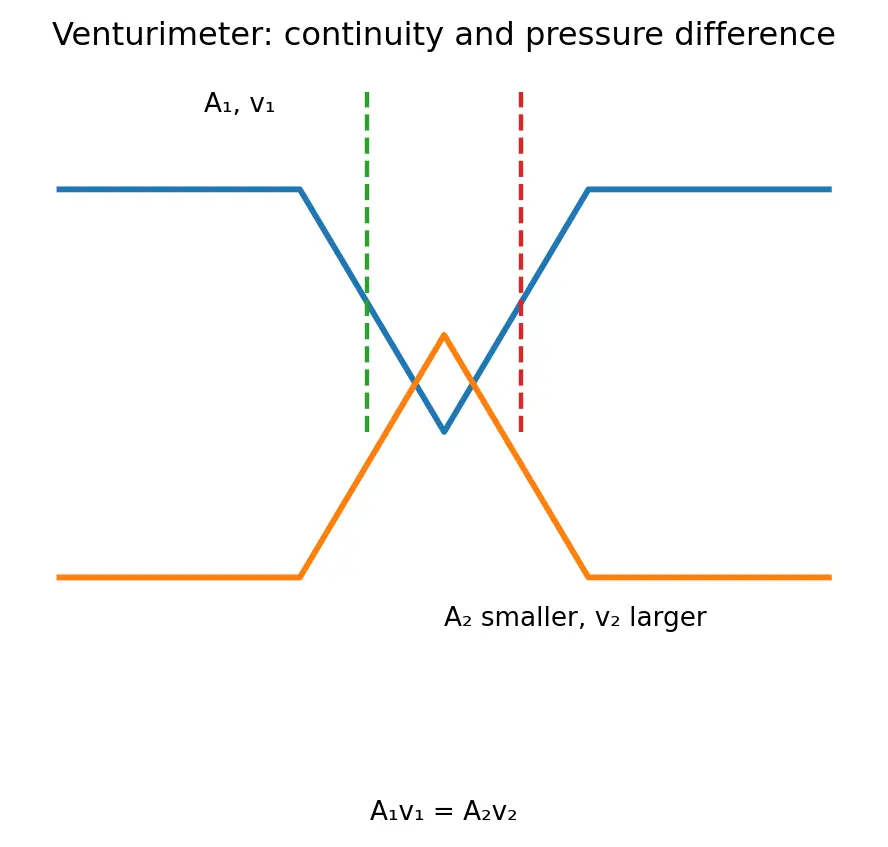 Venturimeter: continuity and pressure difference
A₁, v₁
A₂ smaller, v₂ larger
A₁v₁ = A₂v₂